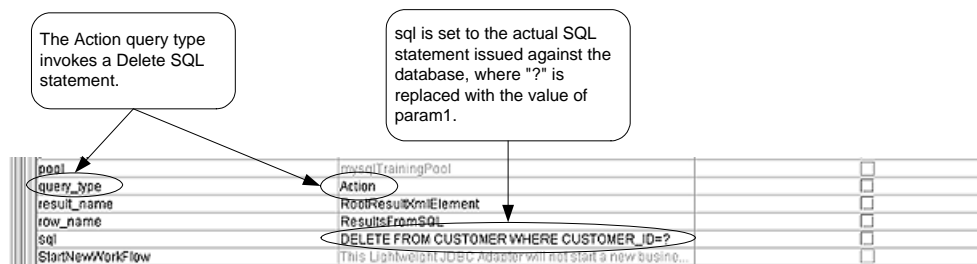 The Action query type
invokes a Delete SQL
statement.
sql is set to the actual SQL
statement issued against the
database, where "?" is
replaced with the value of
param1.
pool mysqlTrainingPool
query_type Action
result_name RootResultXmlElement
row_name ResultsFromSQL
sql DELETE FROM CUSTOMER WHERE CUSTOMER_ID=?
StartNewWorkFlow This Lightweight JDBC Adapter will not start a new busine...